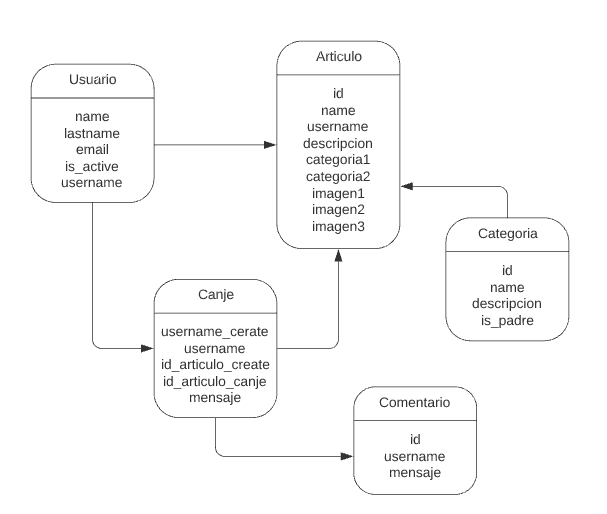 Usuario
name
lastname
email
is_active
username
Articulo
id
name
username
descripcion
categoria1
categoria2
imagen1
imagen2
imagen3
Categoria
id
name
descripcion
is_padre
Canje
username_cerate
username
id_articulo_create
id_articulo_canje
mensaje
Comentario
id
username
mensaje